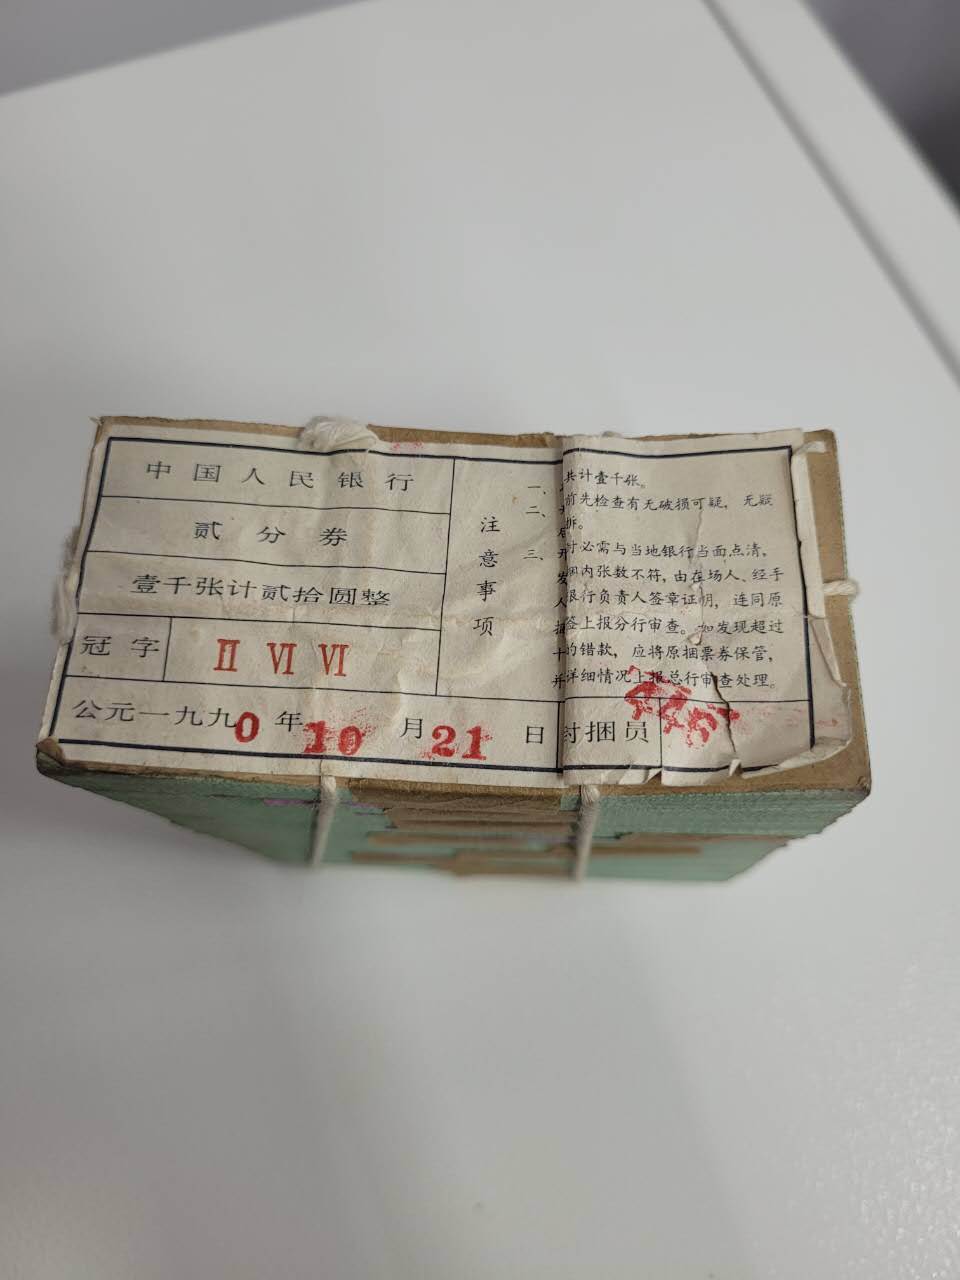 中国人民银行
贰分券
壹千张计贰拾圆整
冠字
Ⅱ Ⅵ Ⅵ
公元一九九0年10月21日
注意事项
一、
共计壹千张。
二、
前先检查有无破损可疑，无疑
拆。
三、
时必需与当地银行当面点清，
内张数不符，由在场人、经手
银行负责人签章证明，连同原
签上报分行审查。如发现超过
的错款，应将原捆票券保管，
并详细情况上报总行审查处理。
封捆员